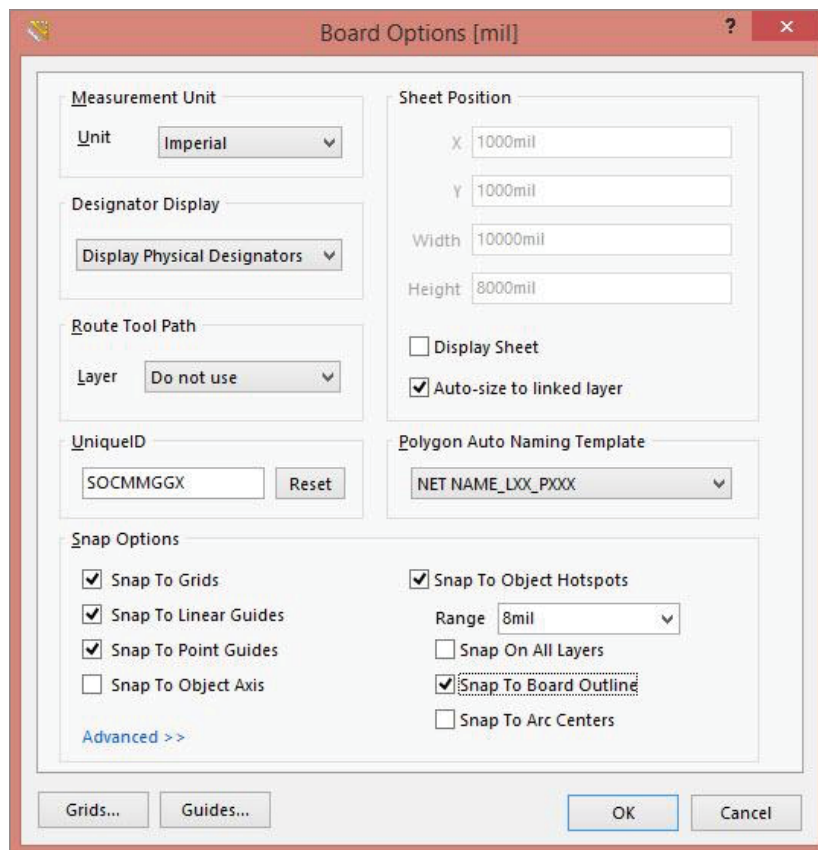 Board Options [mil]
?
×
Measurement Unit
Unit
Imperial
Designator Display
Display Physical Designators
Route Tool Path
Layer
Do not use
UniqueID
SOCMMGGX
Reset
Sheet Position
X
1000mil
Y
1000mil
Width
10000mil
Height
8000mil
Display Sheet
Auto-size to linked layer
Polygon Auto Naming Template
NET NAME_LXX_PXXX
Snap Options
Snap To Grids
Snap To Linear Guides
Snap To Point Guides
Snap To Object Axis
Advanced >>
Snap To Object Hotspots
Range
8mil
Snap On All Layers
Snap To Board Outline
Snap To Arc Centers
Grids...
Guides...
OK
Cancel